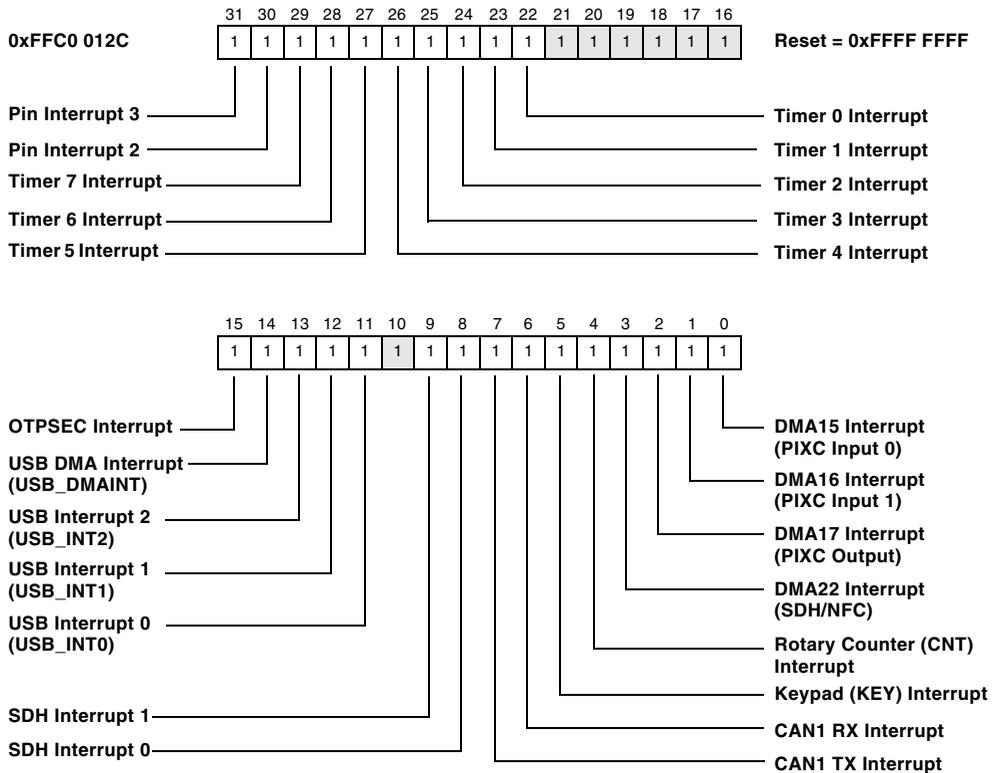 31 30 29 28 27 26 25 24 23 22 21 20 19 18 17 16
0xFFC0 012C 1 1 1 1 1 1 1 1 1 1 1 1 1 1 1 1 Reset = 0xFFFF FFFF
Pin Interrupt 3 Timer 0 Interrupt
Pin Interrupt 2 Timer 1 Interrupt
Timer 7 Interrupt Timer 2 Interrupt
Timer 6 Interrupt Timer 3 Interrupt
Timer 5 Interrupt Timer 4 Interrupt
15 14 13 12 11 10 9 8 7 6 5 4 3 2 1 0
1 1 1 1 1 1 1 1 1 1 1 1 1 1 1 1
OTPSEC Interrupt
USB DMA Interrupt
(USB_DMAINT)
USB Interrupt 2
(USB_INT2)
USB Interrupt 1
(USB_INT1)
USB Interrupt 0
(USB_INT0)
SDH Interrupt 1
SDH Interrupt 0
DMA15 Interrupt
(PIXC Input 0)
DMA16 Interrupt
(PIXC Input 1)
DMA17 Interrupt
(PIXC Output)
DMA22 Interrupt
(SDH/NFC)
Rotary Counter (CNT)
Interrupt
Keypad (KEY) Interrupt
CAN1 RX Interrupt
CAN1 TX Interrupt